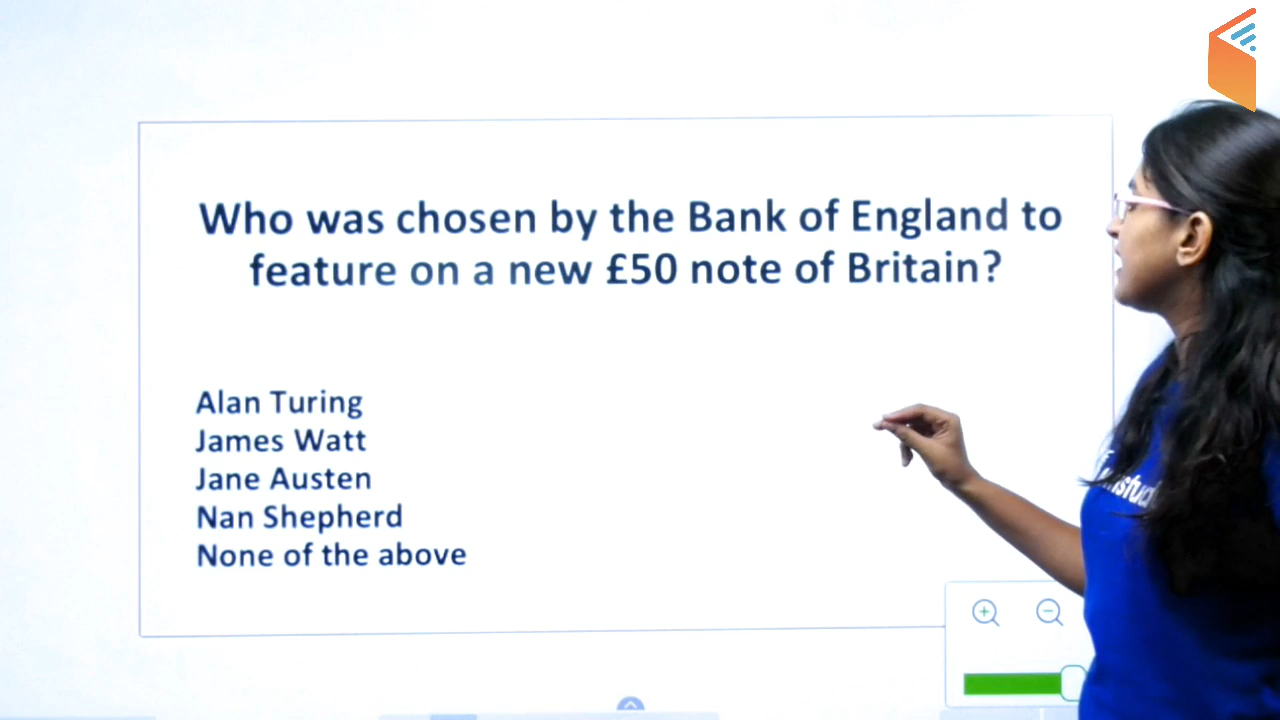 Who was chosen by the Bank of England to
feature on a new £50 note of Britain?
Alan Turing
James Watt
Jane Austen
Nan Shepherd
None of the above